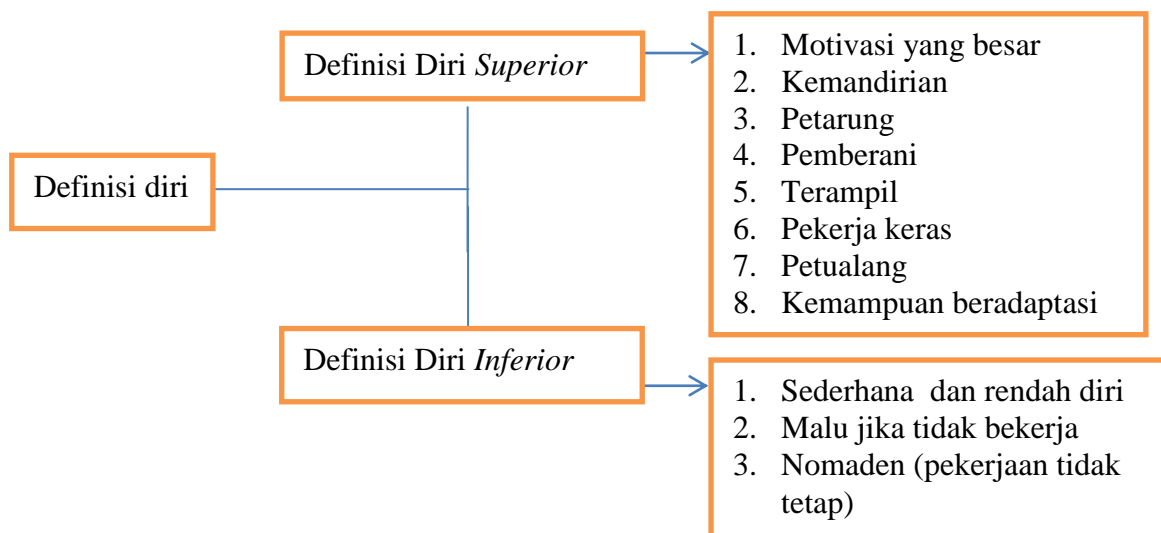 Definisi diri
Definisi Diri Superior
1. Motivasi yang besar
2. Kemandirian
3. Petarung
4. Pemberani
5. Terampil
6. Pekerja keras
7. Petualang
8. Kemampuan beradaptasi
Definisi Diri Inferior
1. Sederhana dan rendah diri
2. Malu jika tidak bekerja
3. Nomaden (pekerjaan tidak
tetap)